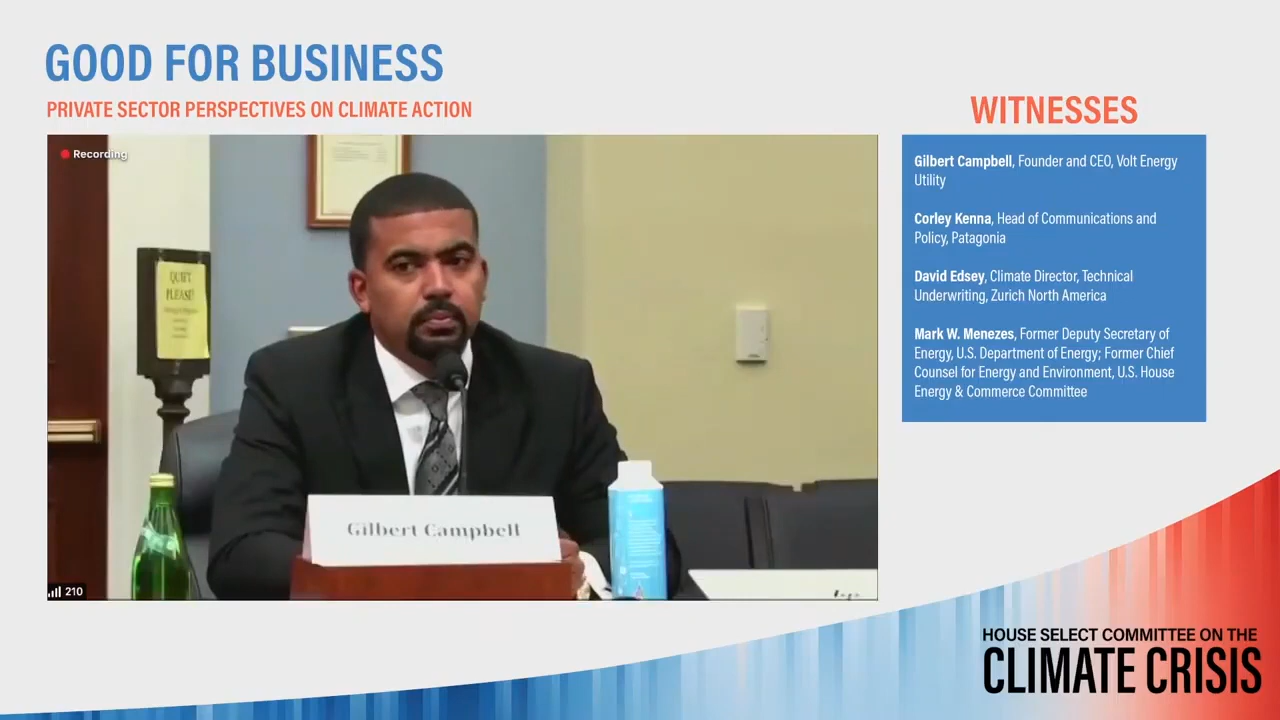 GOOD FOR BUSINESS
PRIVATE SECTOR PERSPECTIVES ON CLIMATE ACTION
Recording
QUIET
PLEASE!
Gilbert Campbell
210
WITNESSES
Gilbert Campbell, Founder and CEO, Volt Energy
Utility
Corley Kenna, Head of Communications and
Policy, Patagonia
David Edsey, Climate Director, Technical
Underwriting, Zurich North America
Mark W. Menezes, Former Deputy Secretary of
Energy, U.S. Department of Energy; Former Chief
Counsel for Energy and Environment, U.S. House
Energy & Commerce Committee
HOUSE SELECT COMMITTEE ON THE
CLIMATE CRISIS